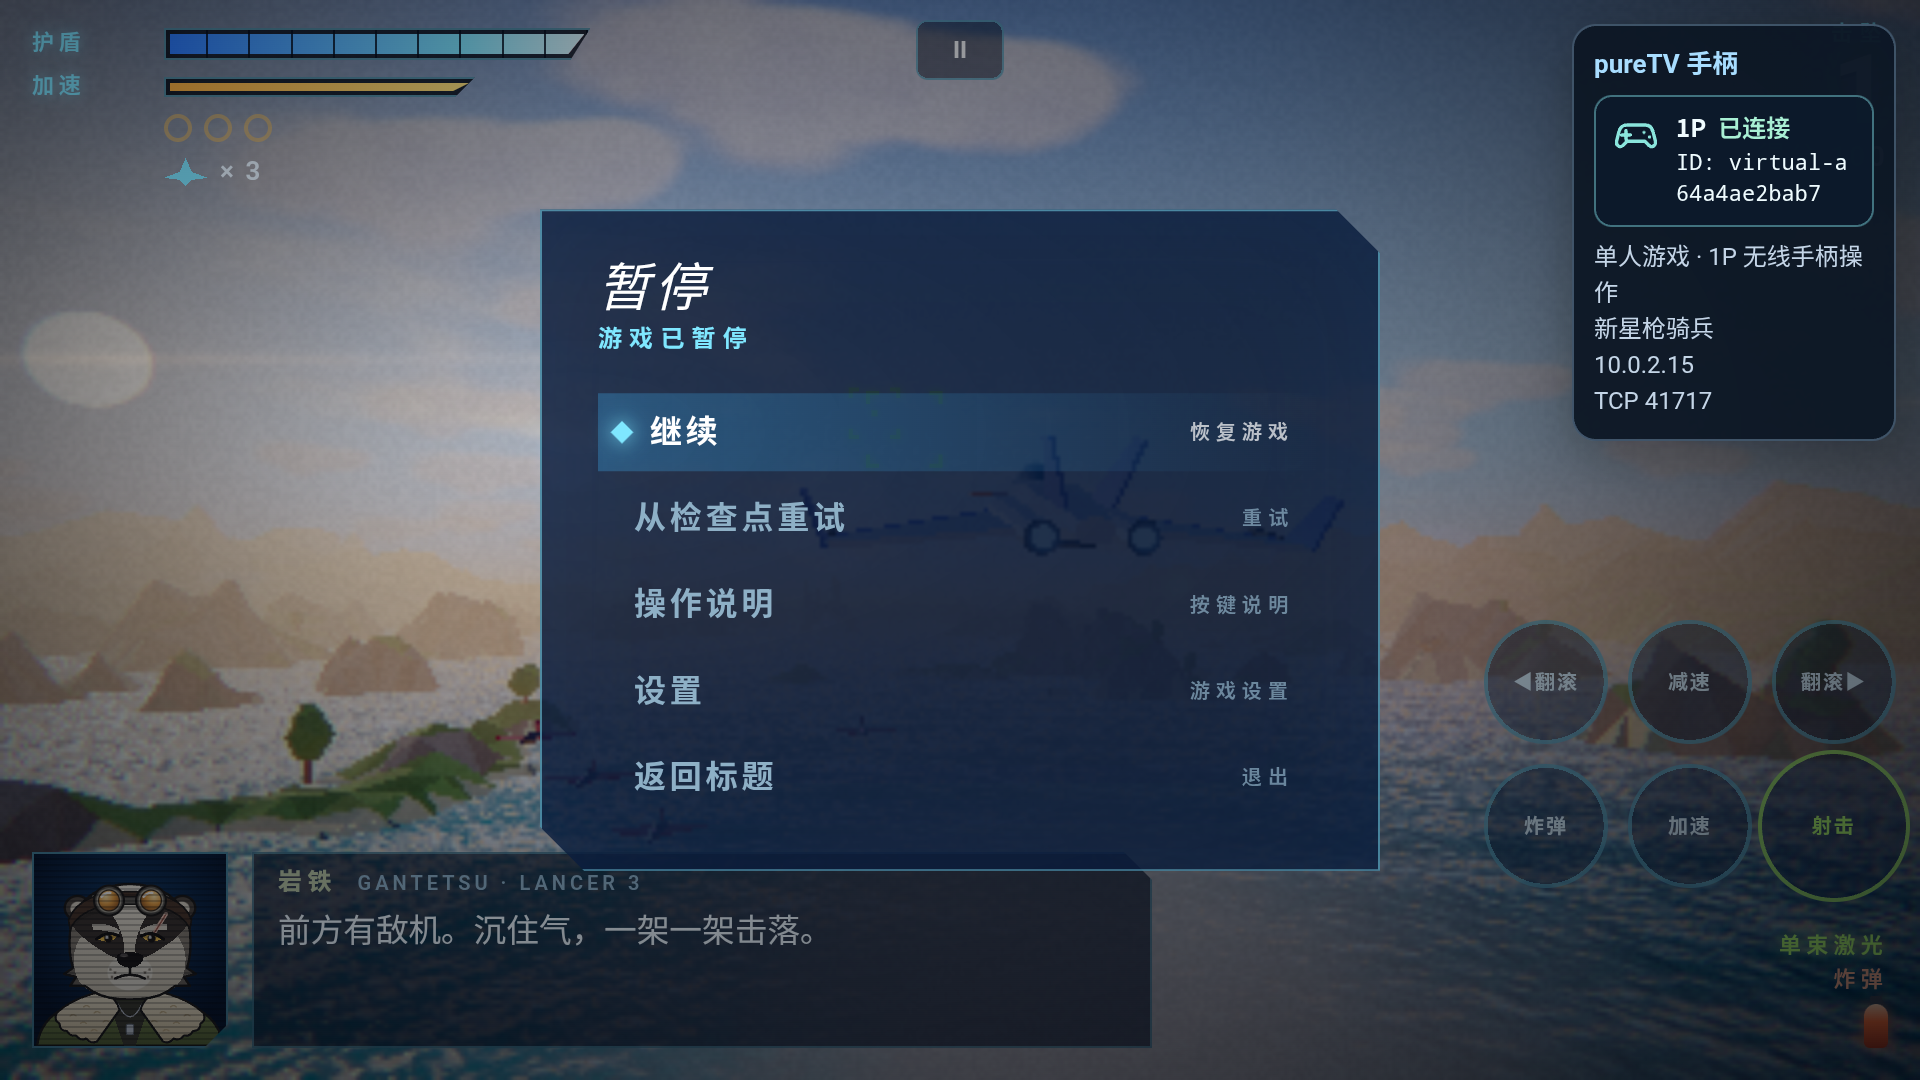 护盾
加速
× 3
pureTV 手柄
1P 已连接
ID: virtual-a
64a4ae2bab7
单人游戏 · 1P 无线手柄操
作
新星枪骑兵
10.0.2.15
TCP 41717
暂停
游戏已暂停
继续 恢复游戏
从检查点重试 重试
操作说明 按键说明
设置 游戏设置
返回标题 退出
◀翻滚 减速 翻滚▶
炸弹 加速 射击
岩铁 GANTETSU · LANCER 3
前方有敌机。沉住气，一架一架击落。
单束激光
炸弹